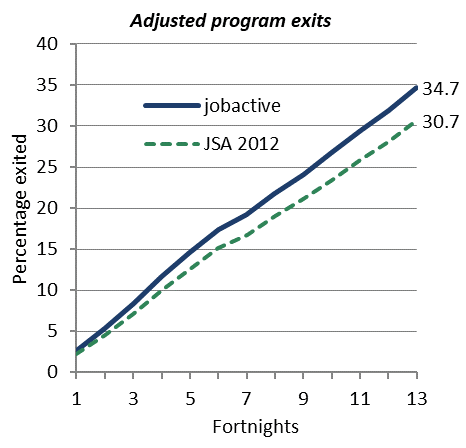 Adjusted program exits
Percentage exited
40
35
30
25
20
15
10
5
0
jobactive
JSA 2012
34.7
30.7
1 3 5 7 9 11 13
Fortnights